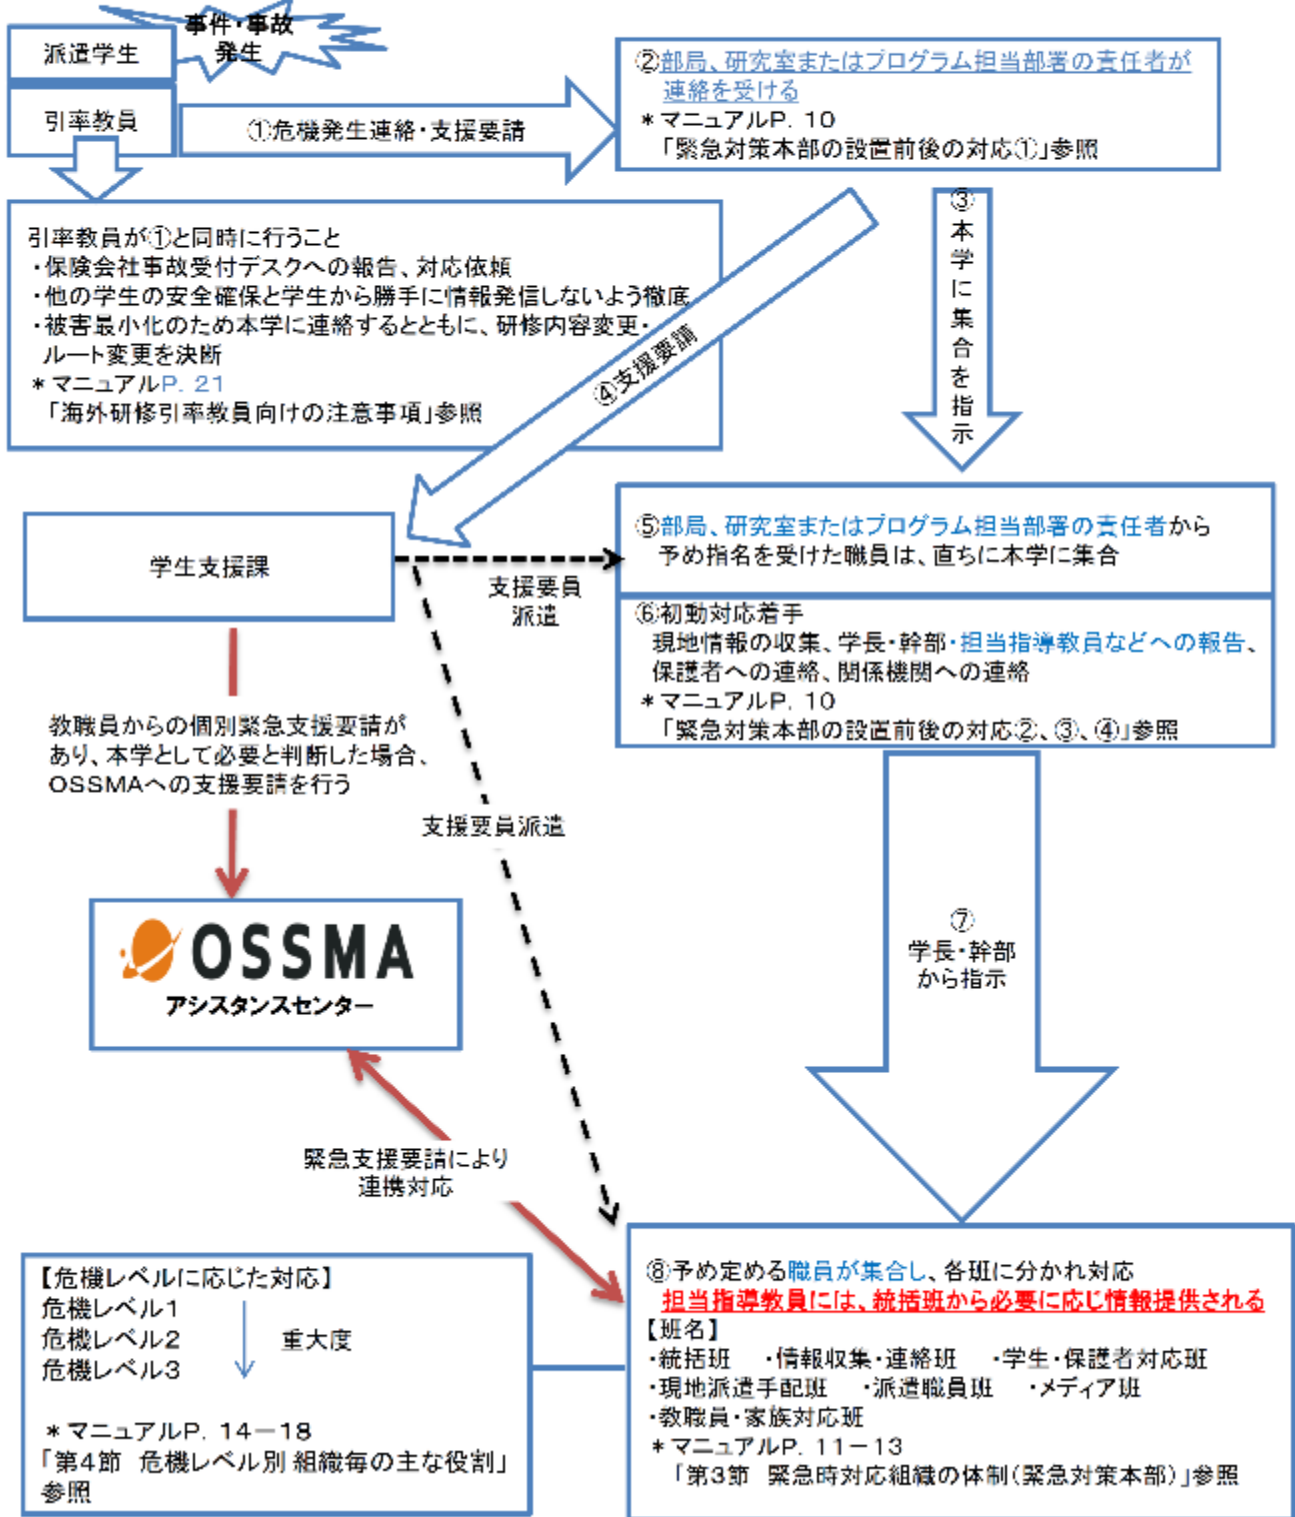 事件・事故
発生
派遣学生
引率教員
①危機発生連絡・支援要請
②部局、研究室またはプログラム担当部署の責任者が
連絡を受ける
＊マニュアルP．10
「緊急対策本部の設置前後の対応①」参照
引率教員が①と同時に行うこと
・保険会社事故受付デスクへの報告、対応依頼
・他の学生の安全確保と学生から勝手に情報発信しないよう徹底
・被害最小化のため本学に連絡するとともに、研修内容変更・
ルート変更を決断
＊マニュアルP．21
「海外研修引率教員向けの注意事項」参照
③本学に集合を指示
④支援要請
学生支援課
支援要員
派遣
⑤部局、研究室またはプログラム担当部署の責任者から
予め指名を受けた職員は、直ちに本学に集合
⑥初動対応着手
現地情報の収集、学長・幹部・担当指導教員などへの報告、
保護者への連絡、関係機関への連絡
＊マニュアルP．10
「緊急対策本部の設置前後の対応②、③、④」参照
教職員からの個別緊急支援要請が
あり、本学として必要と判断した場合、
OSSMAへの支援要請を行う
支援要員派遣
OSSMA
アシスタンスセンター
⑦
学長・幹部
から指示
緊急支援要請により
連携対応
【危機レベルに応じた対応】
危機レベル1
危機レベル2
危機レベル3
重大度
＊マニュアルP．14－18
「第4節　危機レベル別 組織毎の主な役割」
参照
⑧予め定める職員が集合し、各班に分かれ対応
担当指導教員には、統括班から必要に応じ情報提供される
【班名】
・統括班　・情報収集・連絡班　・学生・保護者対応班
・現地派遣手配班　・派遣職員班　・メディア班
・教職員・家族対応班
＊マニュアルP．11－13
「第3節　緊急時対応組織の体制（緊急対策本部）」参照